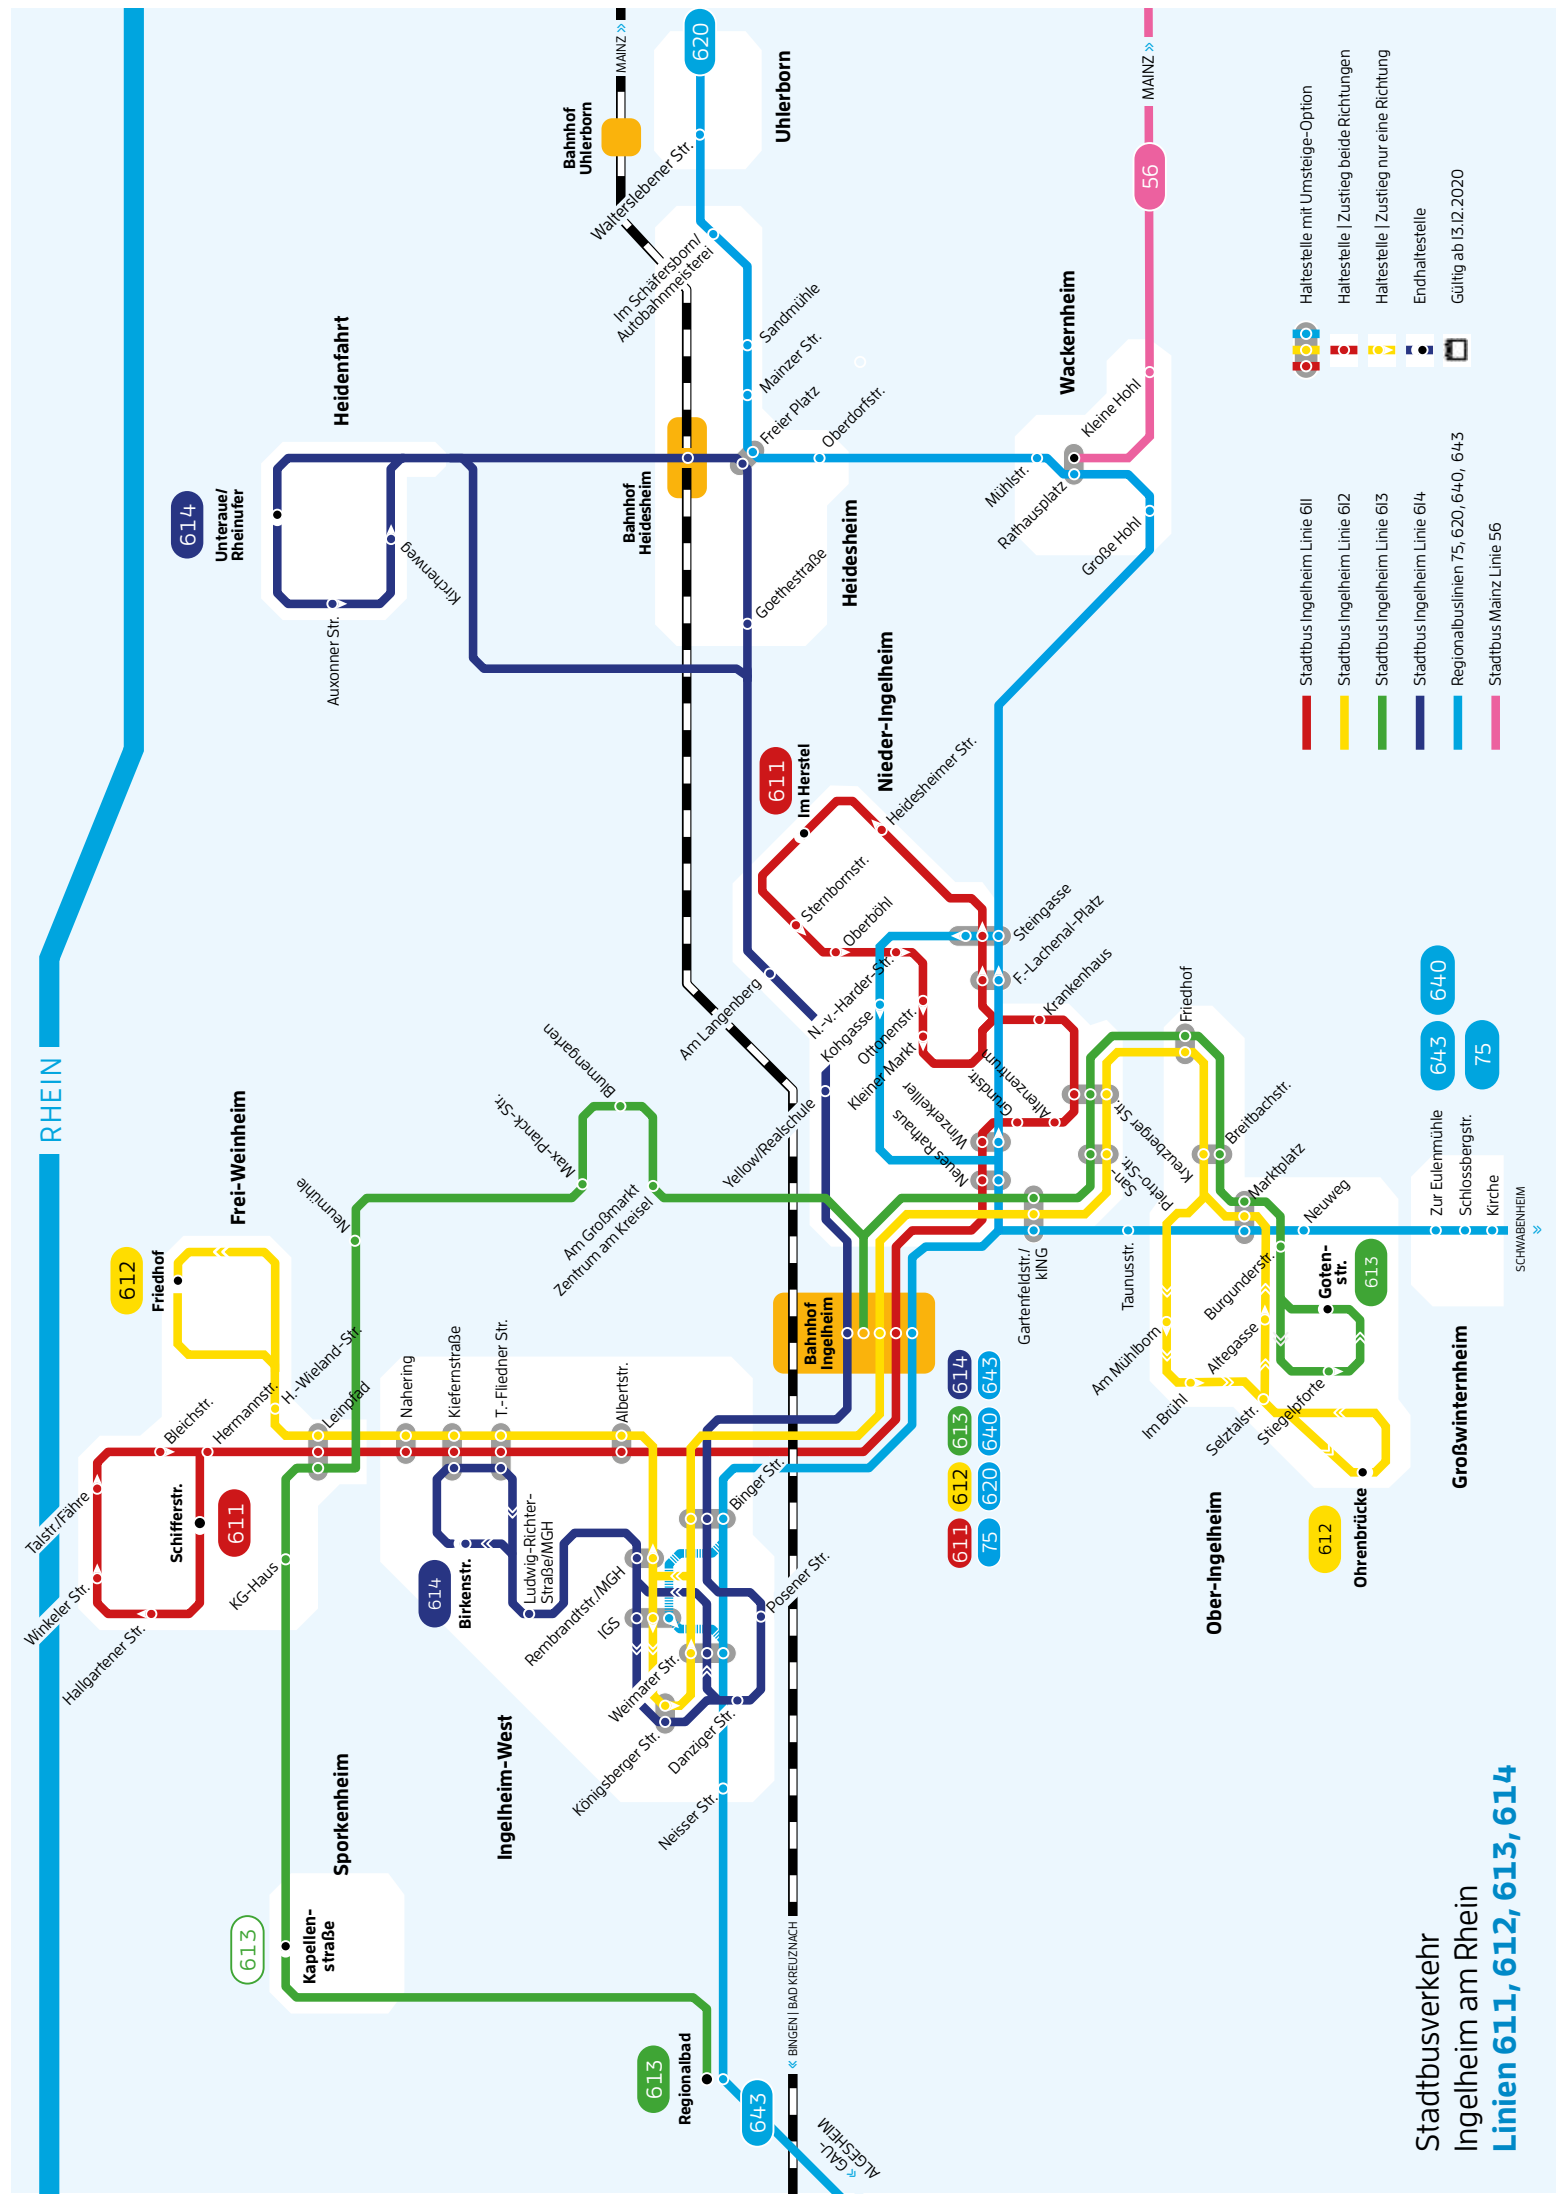 RHEIN
Frei-Weinheim
612
Friedhof
Talstr./Fähre
Winkeler Str.
Hallgartener Str.
Bleichstr.
Hermannstr.
H.-Wieland-Str.
Schifferstr.
611
Leinpfad
KG-Haus
Neumühle
Max-Planck-Str.
Blumengarten
Am Großmarkt
Zentrum am Kreisel
Sporkenheim
613
Kapellen-
straße
613
Regionalbad
643
« GAU-
ALGESHEIM
« BINGEN | BAD KREUZNACH
Ingelheim-West
Nahering
Kiefernstraße
T.-Fliedner Str.
Albertstr.
614
Birkenstr.
Ludwig-Richter-
Straße/MGH
Rembrandtstr./MGH
IGS
Weimarer Str.
Königsberger Str.
Danziger Str.
Neisser Str.
Posener Str.
Binger Str.
Bahnhof
Ingelheim
611 612 613 614
75 620 640 643
Heidenfahrt
614
Unteraue/
Rheinufer
Auxonner Str.
Kirchenweg
Bahnhof
Uhlerborn
MAINZ »
620
Uhlerborn
Walterslebener Str.
Im Schäfersborn/
Autobahnmeisterei
Sandmühle
Mainzer Str.
Freier Platz
Oberdorfstr.
Bahnhof
Heidesheim
Heidesheim
Goethestraße
Wackernheim
Mühlstr.
Rathausplatz
Kleine Hohl
Große Hohl
56
MAINZ »
Nieder-Ingelheim
611
Im Herstel
Heidesheimer Str.
Sternbornstr.
Oberböhl
N.-v.-Harder-Str.
Kohgasse
Ottonenstr.
Kleiner Markt
Am Langenberg
Yellow/Realschule
Steingasse
F.-Lachenal-Platz
Krankenhaus
Winzerkeller
Neues Rathaus
Grundstr.
Altenzentrum
Gartenfeldstr./
kING
San-
Pietro-Str.
Kreuzberger Str.
Friedhof
Breitbachstr.
Marktplatz
Taunusstr.
Neuweg
Burgunderstr.
Goten-
str.
613
Am Mühlborn
Im Brühl
Altegasse
Selztalstr.
Stiegelpforte
612
Ohrenbrücke
Ober-Ingelheim
Großwinternheim
643 640
75
Zur Eulenmühle
Schlossbergstr.
Kirche
SCHWABENHEIM
»
Stadtbus Ingelheim Linie 611
Stadtbus Ingelheim Linie 612
Stadtbus Ingelheim Linie 613
Stadtbus Ingelheim Linie 614
Regionalbuslinien 75, 620, 640, 643
Stadtbus Mainz Linie 56
Haltestelle mit Umsteige-Option
Haltestelle | Zustieg beide Richtungen
Haltestelle | Zustieg nur eine Richtung
Endhaltestelle
Gültig ab 13.12.2020
Stadtbusverkehr
Ingelheim am Rhein
Linien 611, 612, 613, 614